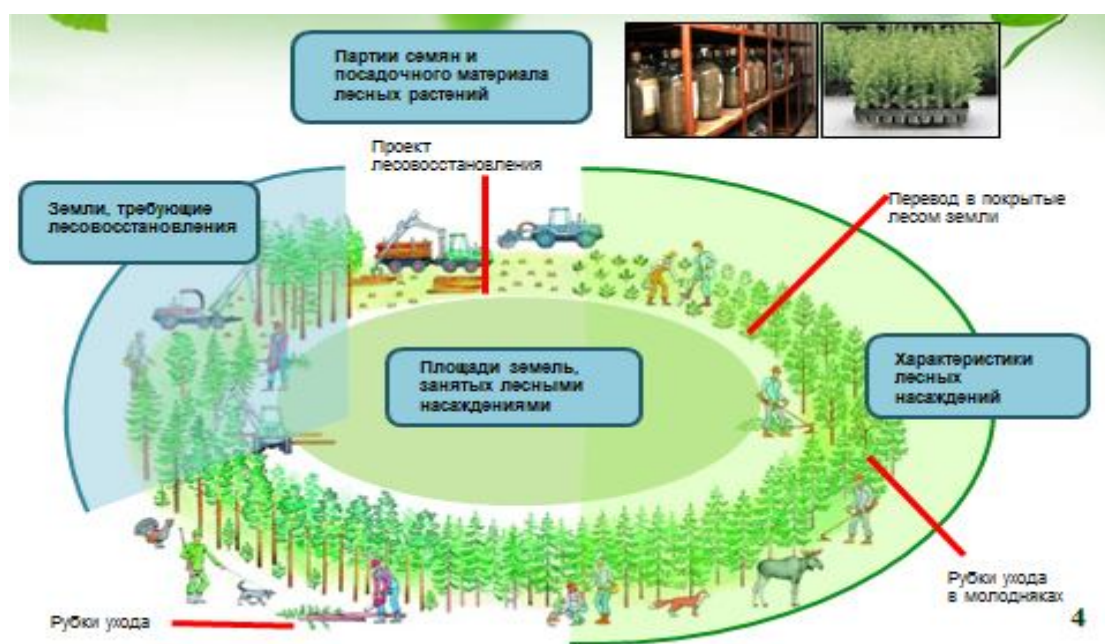 Партии семян и
посадочного материала
лесных растений
Проект
лесовосстановления
Земли, требующие
лесовосстановления
Перевод в покрытые
лесом земли
Площади земель,
занятых лесными
насаждениями
Характеристики
лесных
насаждений
Рубки ухода
в молодняках
Рубки ухода
4